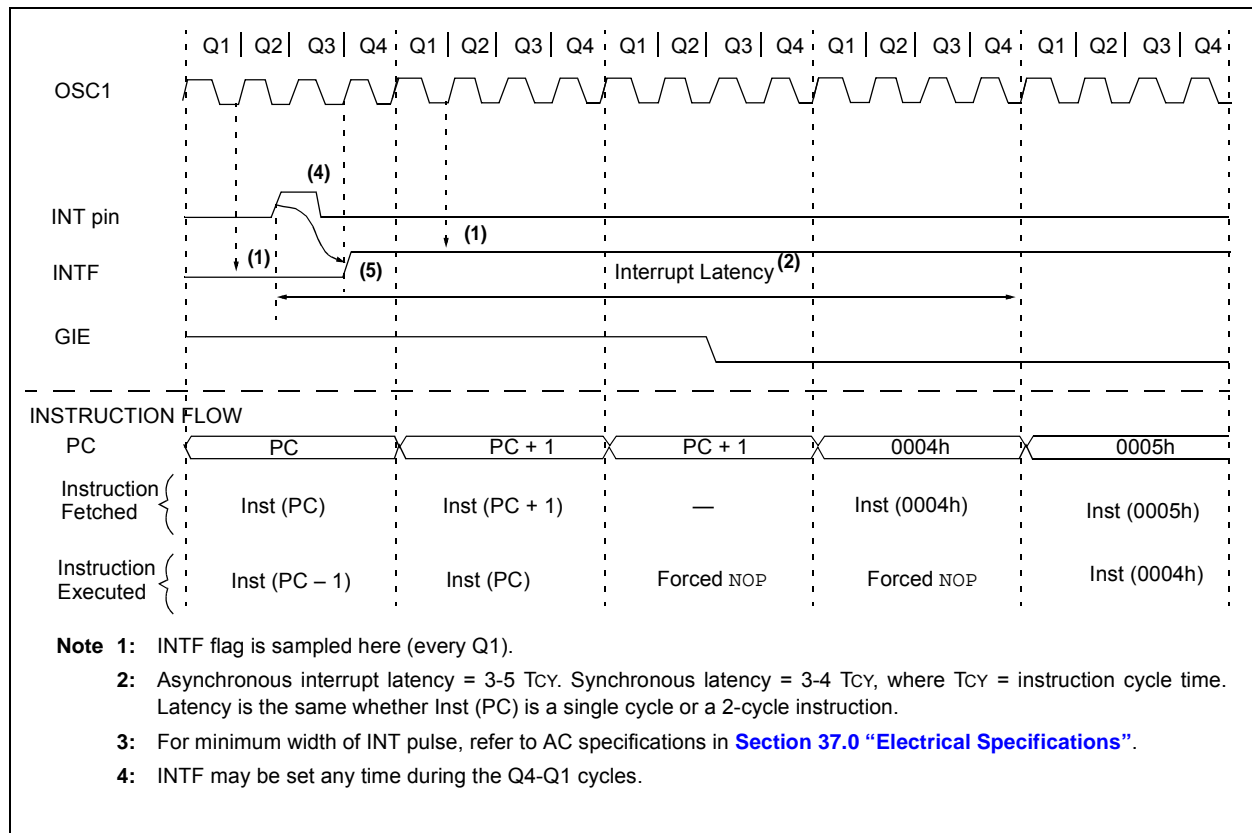 Q1 Q2 Q3 Q4 Q1 Q2 Q3 Q4 Q1 Q2 Q3 Q4 Q1 Q2 Q3 Q4 Q1 Q2 Q3 Q4
OSC1
(4)
INT pin
(1)
(1)
INTF
(5)
Interrupt Latency(2)
GIE
INSTRUCTION FLOW
PC PC PC + 1 PC + 1 0004h 0005h
Instruction
Fetched
Inst (PC) Inst (PC + 1) — Inst (0004h) Inst (0005h)
Instruction
Executed
Inst (PC – 1) Inst (PC) Forced NOP Forced NOP Inst (0004h)
Note 1: INTF flag is sampled here (every Q1).
2: Asynchronous interrupt latency = 3-5 TCY. Synchronous latency = 3-4 TCY, where TCY = instruction cycle time.
Latency is the same whether Inst (PC) is a single cycle or a 2-cycle instruction.
3: For minimum width of INT pulse, refer to AC specifications in Section 37.0 “Electrical Specifications”.
4: INTF may be set any time during the Q4-Q1 cycles.